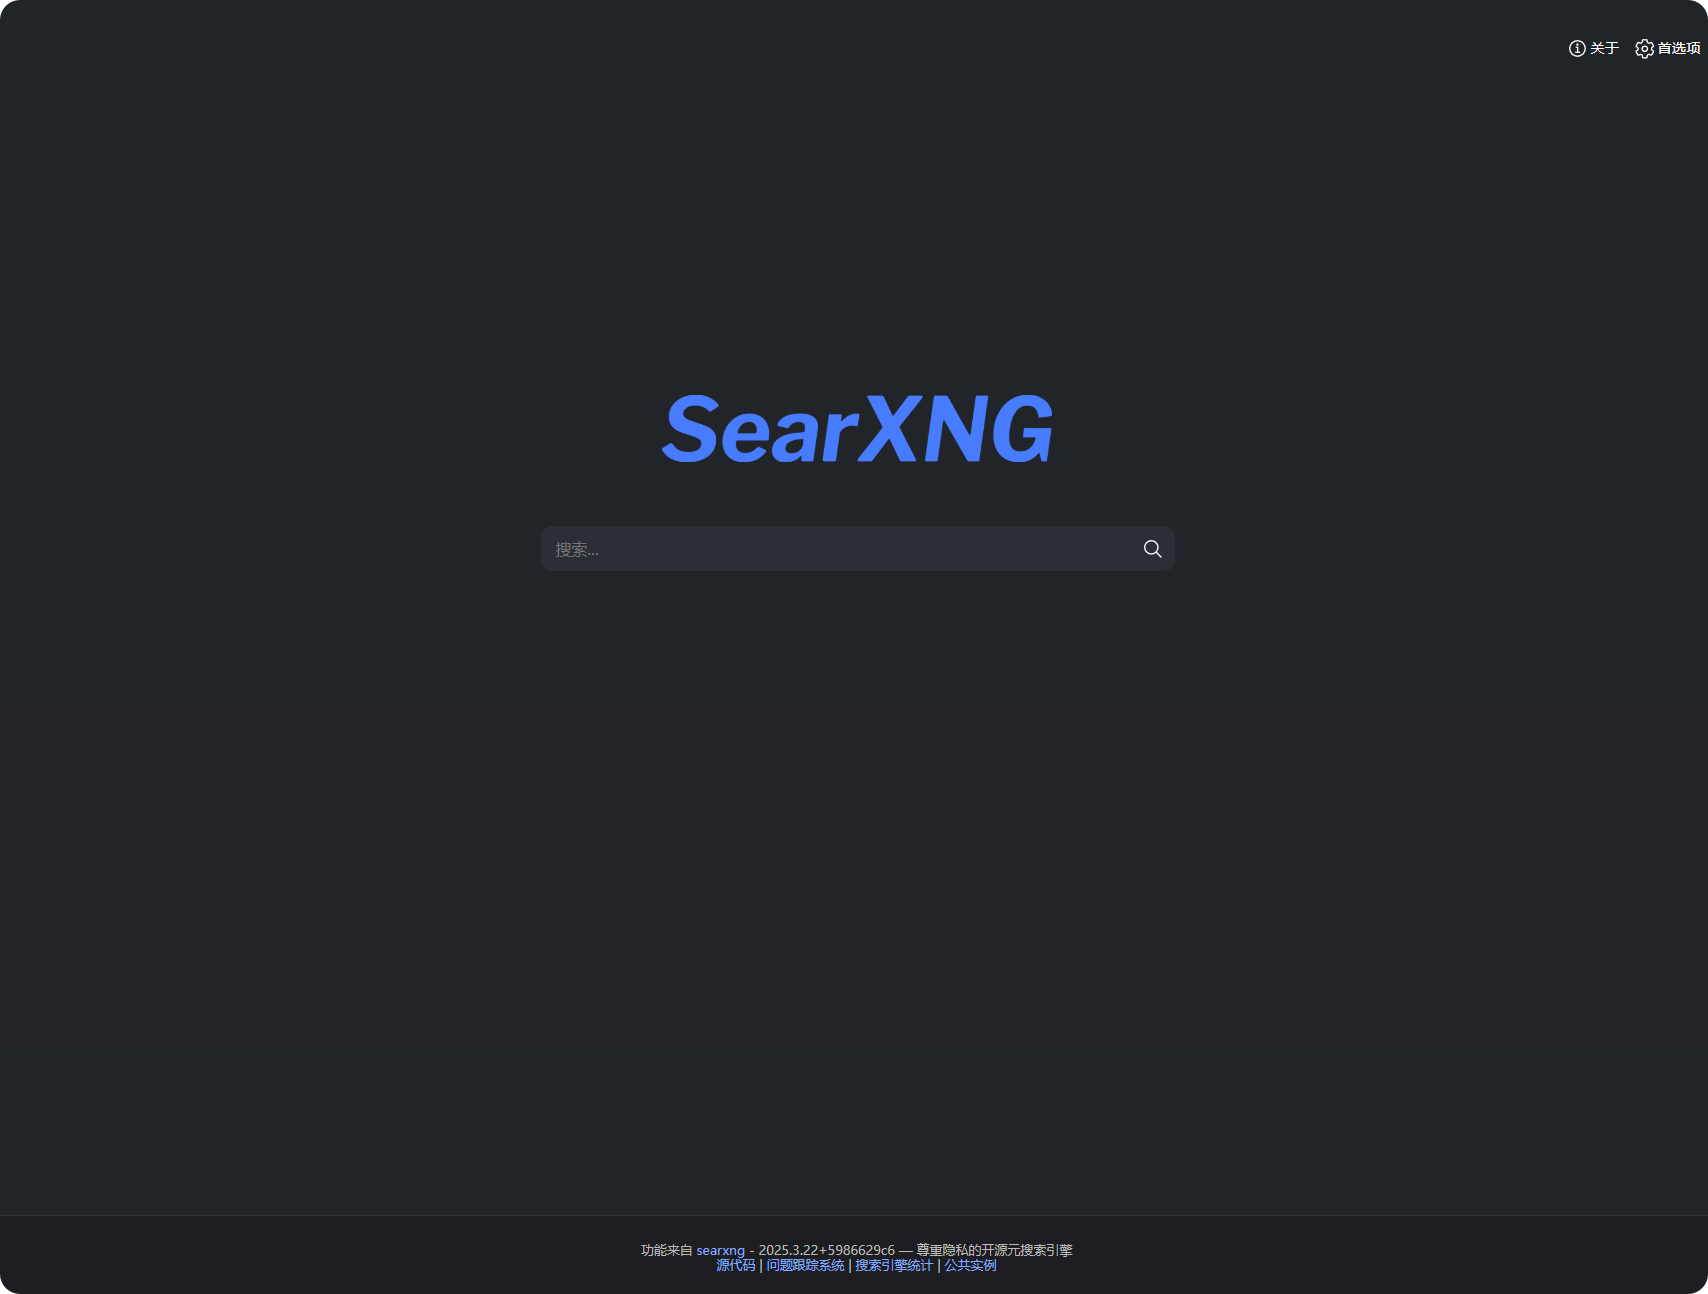 关于 首选项
SearXNG
搜索...
功能来自 searxng - 2025.3.22+5986629c6 — 尊重隐私的开源元搜索引擎
源代码 | 问题跟踪系统 | 搜索引擎统计 | 公共实例